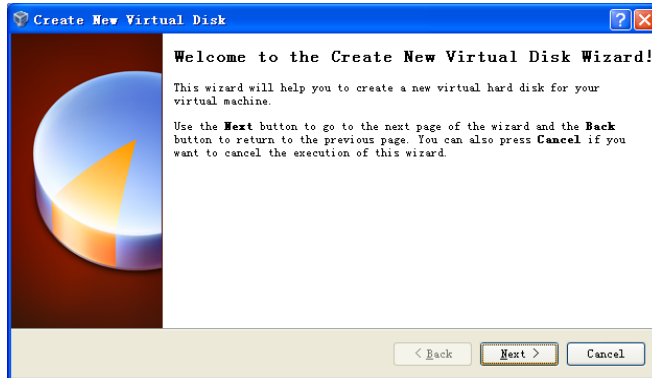 Create New Virtual Disk
Welcome to the Create New Virtual Disk Wizard!
This wizard will help you to create a new virtual hard disk for your
virtual machine.
Use the Next button to go to the next page of the wizard and the Back
button to return to the previous page. You can also press Cancel if you
want to cancel the execution of this wizard.
< Back Next > Cancel